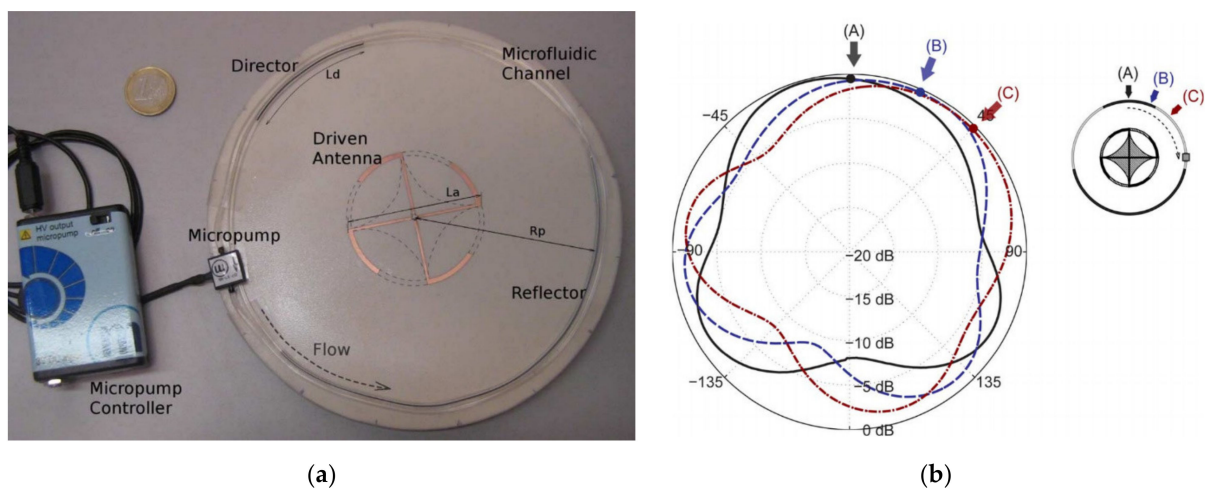 Director
Ld
Microfluidic
Channel
Driven
Antenna
La
Rp
HV output
micropump
Micropump
Reflector
Flow
Micropump
Controller
(a)
(A)
(B)
(C)
−45
45
−90
90
−135
135
−20 dB
−15 dB
−10 dB
−5 dB
0 dB
(A)
(B)
(C)
(b)